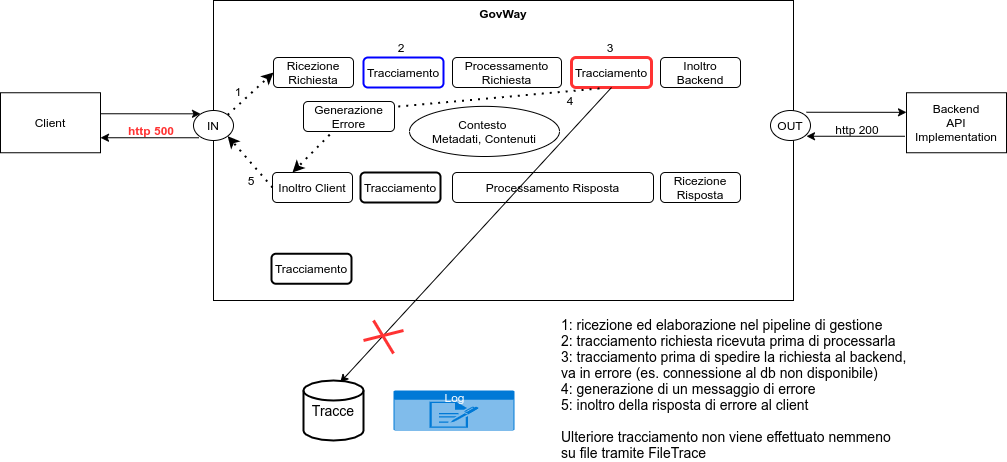 GovWay
2
3
Ricezione
Richiesta
Tracciamento
Processamento
Richiesta
Tracciamento
Inoltro
Backend
1
4
Generazione
Errore
Client
http 500
IN
Contesto
Metadati, Contenuti
OUT
http 200
Backend
API
Implementation
5
Inoltro Client
Tracciamento
Processamento Risposta
Ricezione
Risposta
Tracciamento
Tracce
Log
1: ricezione ed elaborazione nel pipeline di gestione
2: tracciamento richiesta ricevuta prima di processarla
3: tracciamento prima di spedire la richiesta al backend,
va in errore (es. connessione al db non disponibile)
4: generazione di un messaggio di errore
5: inoltro della risposta di errore al client
Ulteriore tracciamento non viene effettuato nemmeno
su file tramite FileTrace